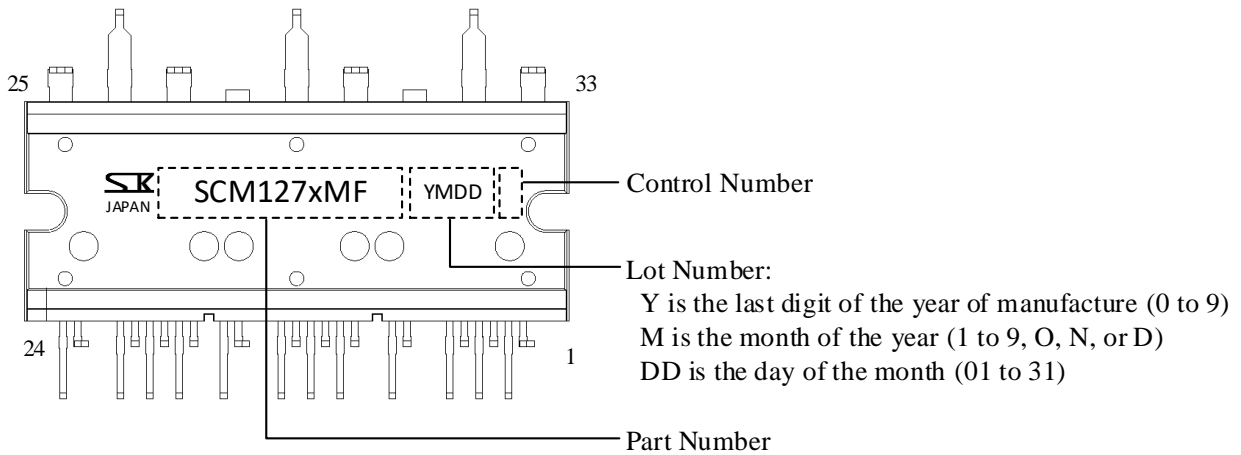 25
33
SK
JAPAN
SCM127xMF
YMDD
Control Number
Lot Number:
Y is the last digit of the year of manufacture (0 to 9)
M is the month of the year (1 to 9, O, N, or D)
DD is the day of the month (01 to 31)
24
1
Part Number